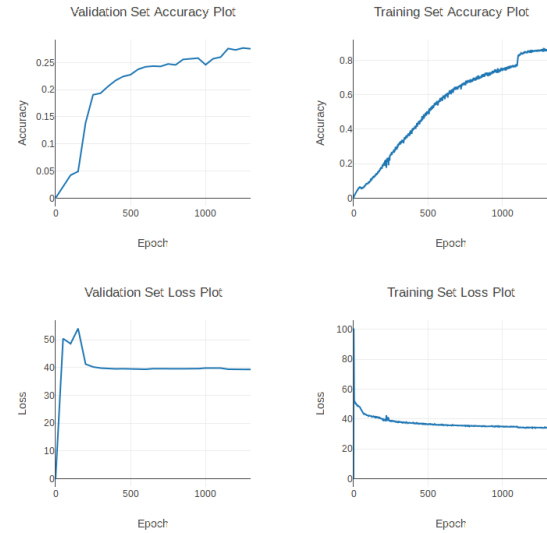 Validation Set Accuracy Plot
Accuracy
0.25
0.2
0.15
0.1
0.05
0
0 500 1000
Epoch
Training Set Accuracy Plot
Accuracy
0.8
0.6
0.4
0.2
0
0 500 1000
Epoch
Validation Set Loss Plot
Loss
50
40
30
20
10
0
0 500 1000
Epoch
Training Set Loss Plot
Loss
100
80
60
40
20
0
0 500 1000
Epoch